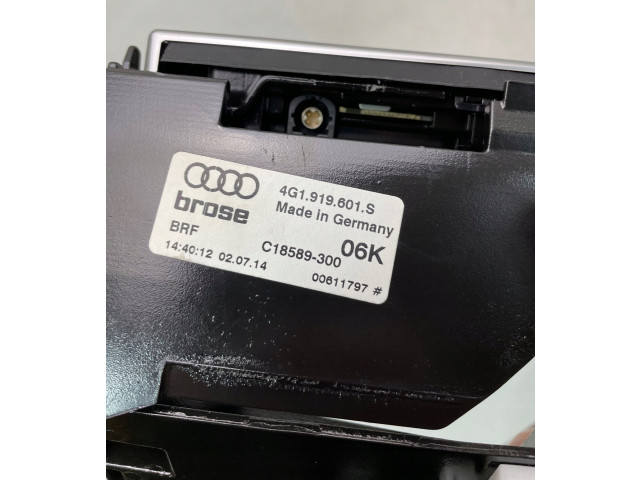 4G1.919.601.S
brose
Made in Germany
BRF
C18589-300 06K
14:40:12 02.07.14
00611797 #